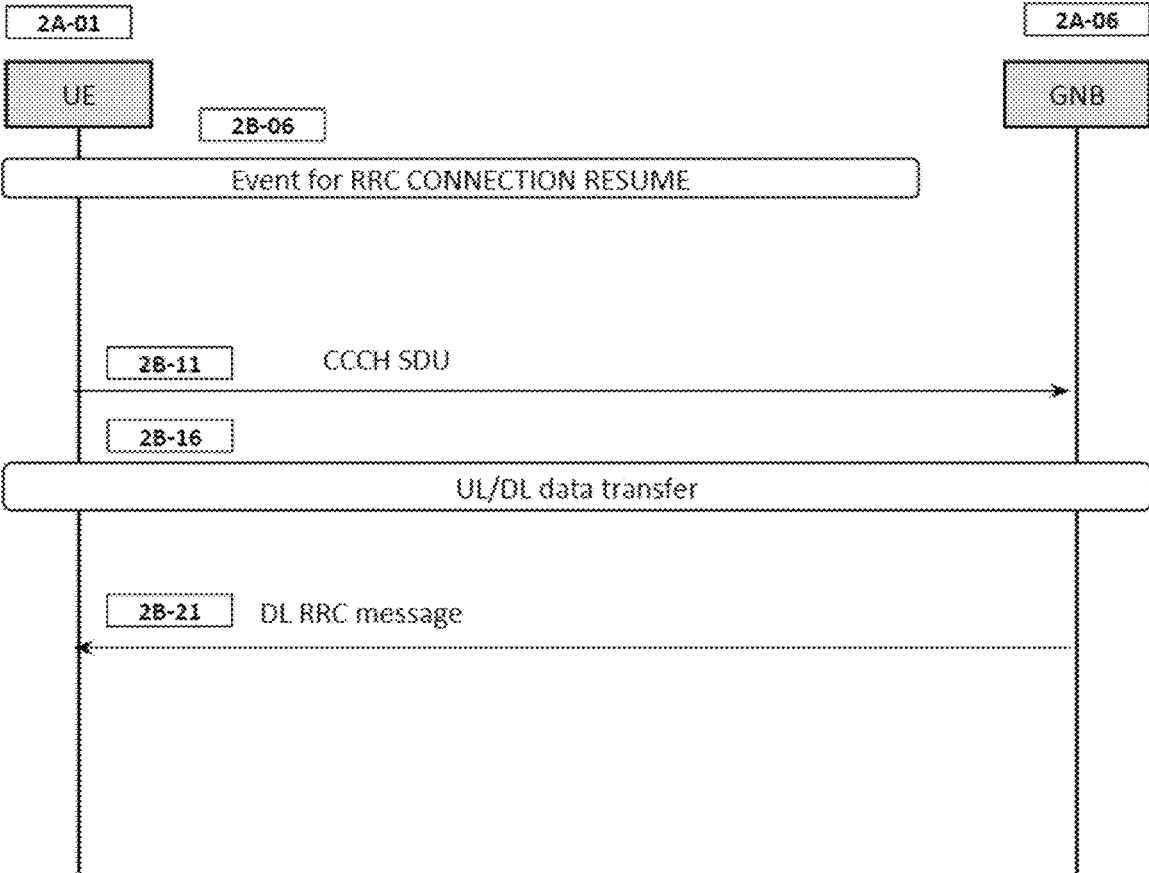 2A-01
2A-06
UE
GNB
2B-06
Event for RRC CONNECTION RESUME
2B-11
CCCH SDU
2B-16
UL/DL data transfer
2B-21
DL RRC message